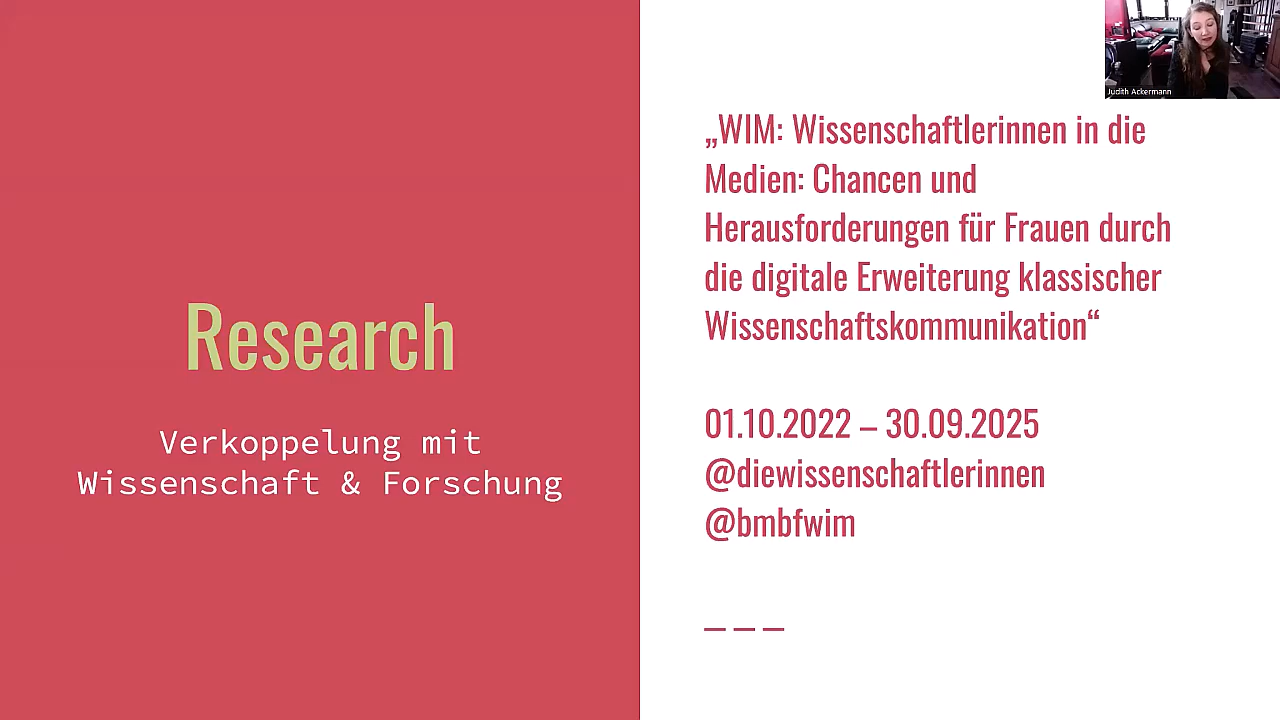 Research
Verkoppelung mit
Wissenschaft & Forschung
Judith Ackermann
„WIM: Wissenschaftlerinnen in die
Medien: Chancen und
Herausforderungen für Frauen durch
die digitale Erweiterung klassischer
Wissenschaftskommunikation“
01.10.2022 – 30.09.2025
@diewissenschaftlerinnen
@bmbfwim